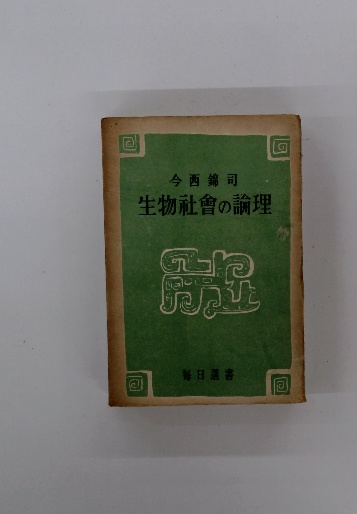 今西錦司
生物社會の論理
毎日選書